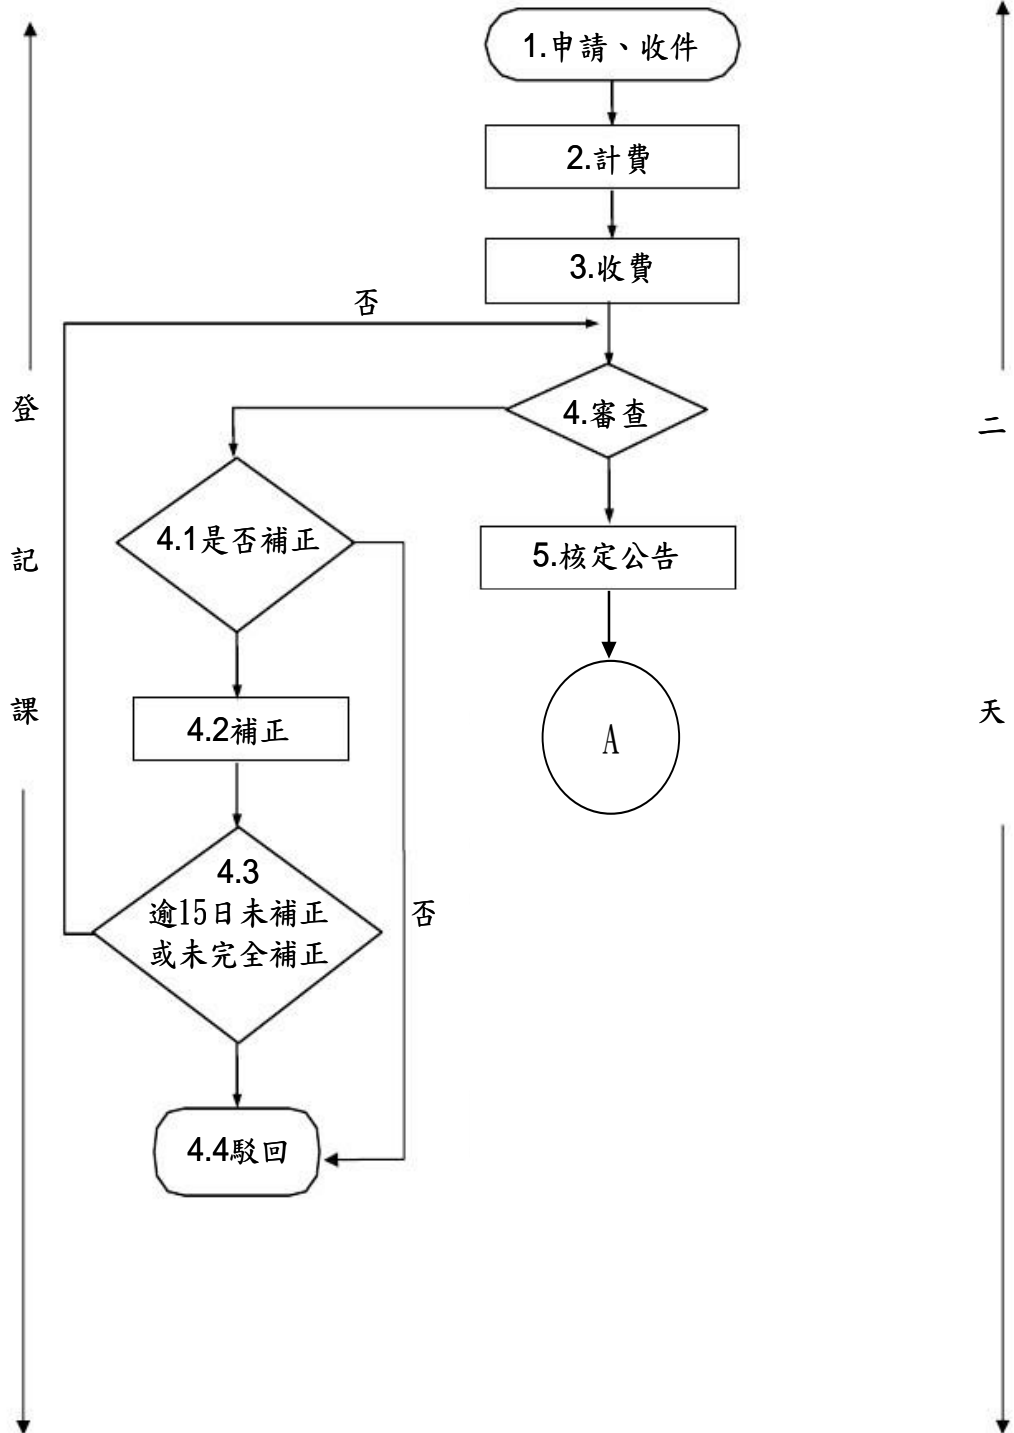 1.申請、收件
2.計費
3.收費
否
登記課
4.審查
二天
4.1是否補正
5.核定公告
4.2補正
A
4.3
逾15日未補正
或未完全補正
否
4.4駁回